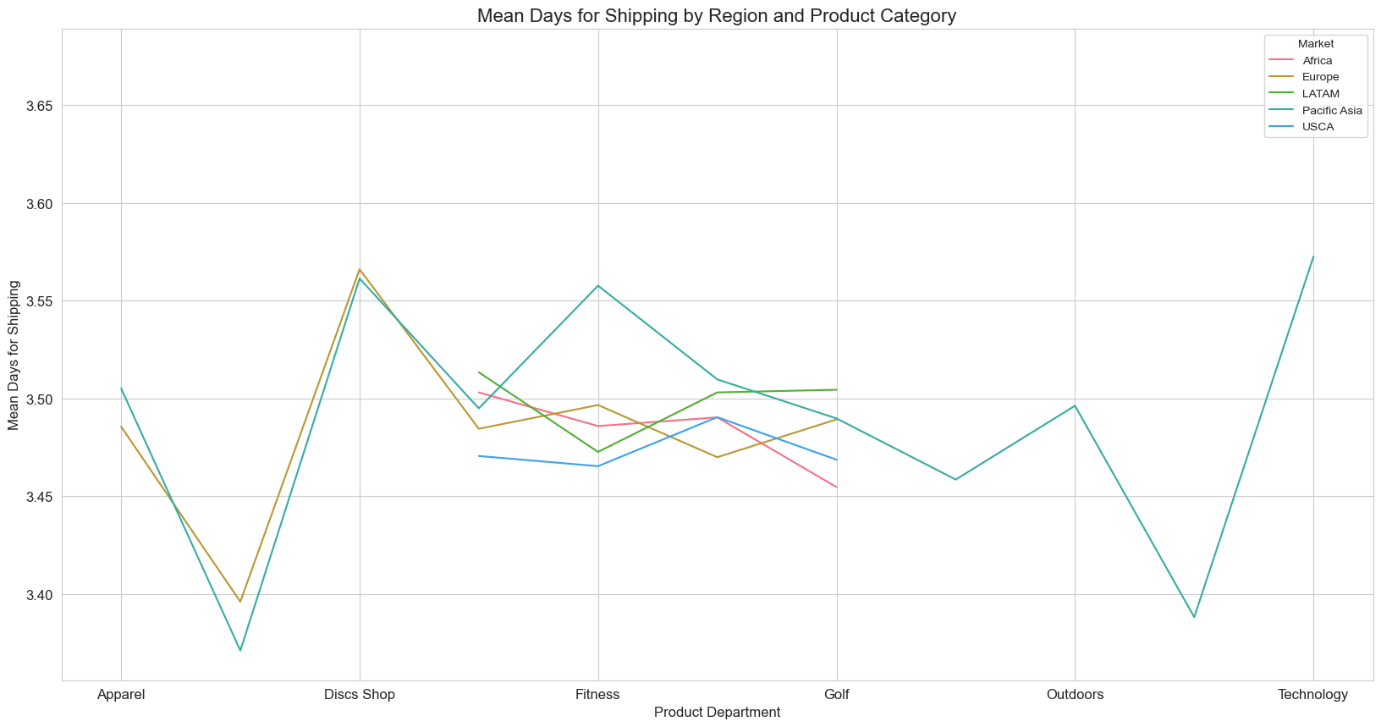 Mean Days for Shipping by Region and Product Category
Market
Africa
Europe
LATAM
Pacific Asia
USCA
3.65
3.60
3.55
3.50
3.45
3.40
Mean Days for Shipping
Apparel
Discs Shop
Fitness
Golf
Outdoors
Technology
Product Department